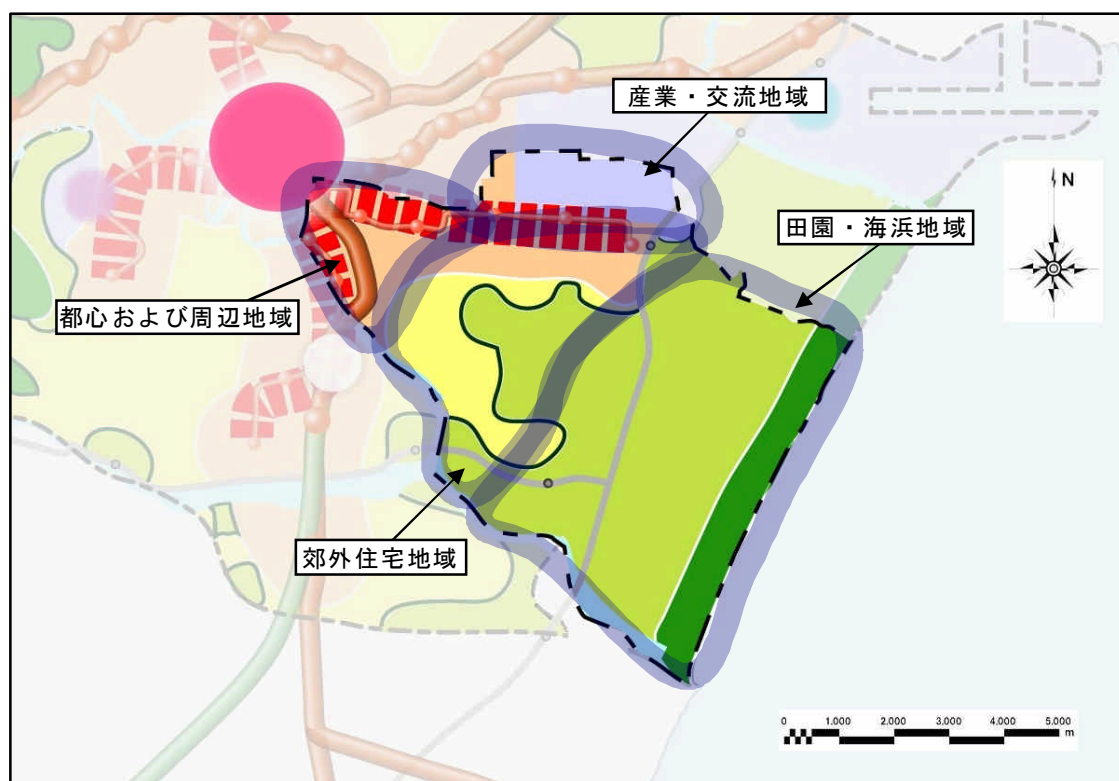 産業・交流地域
N
田園・海浜地域
都心および周辺地域
郊外住宅地域
0 1,000 2,000 3,000 4,000 5,000
m